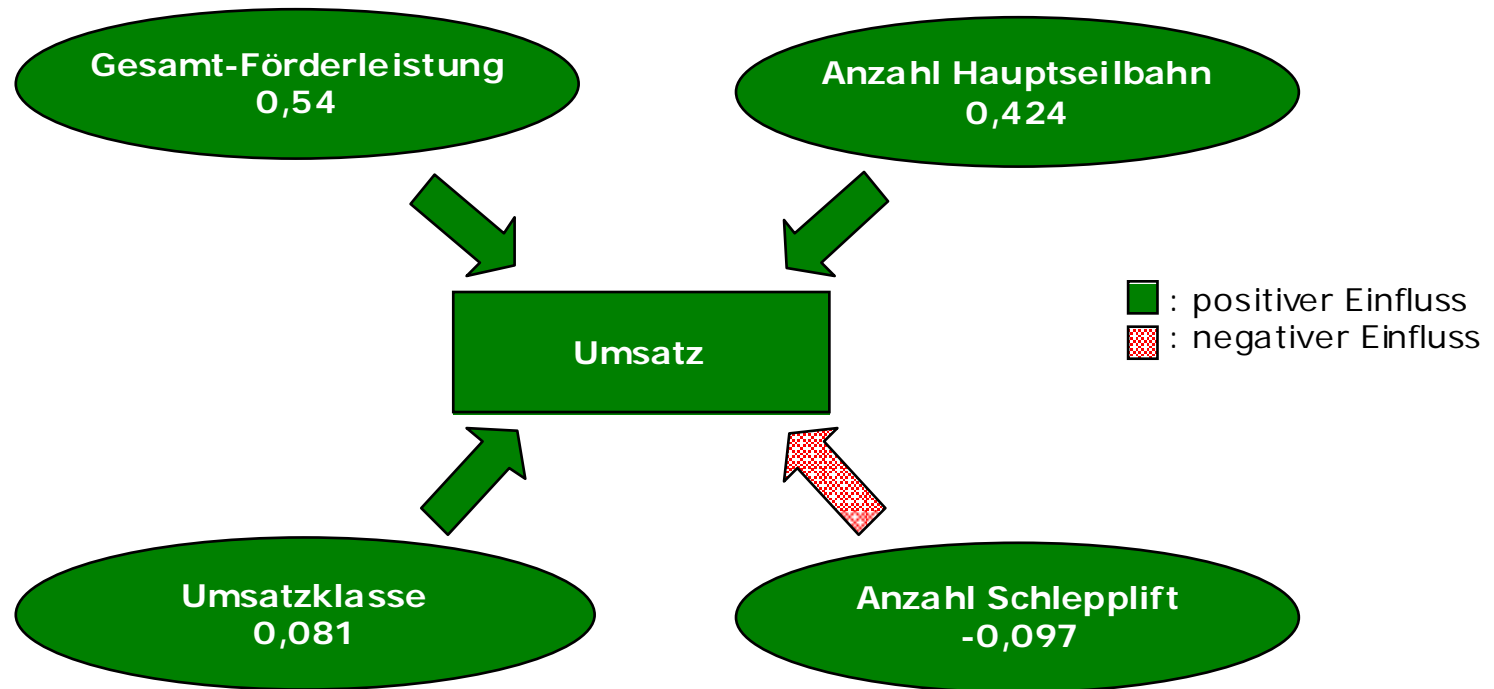 Gesamt-Förderleistung
0,54
Anzahl Hauptseilbahn
0,424
Umsatz
: positiver Einfluss
: negativer Einfluss
Umsatzklasse
0,081
Anzahl Schlepplift
-0,097